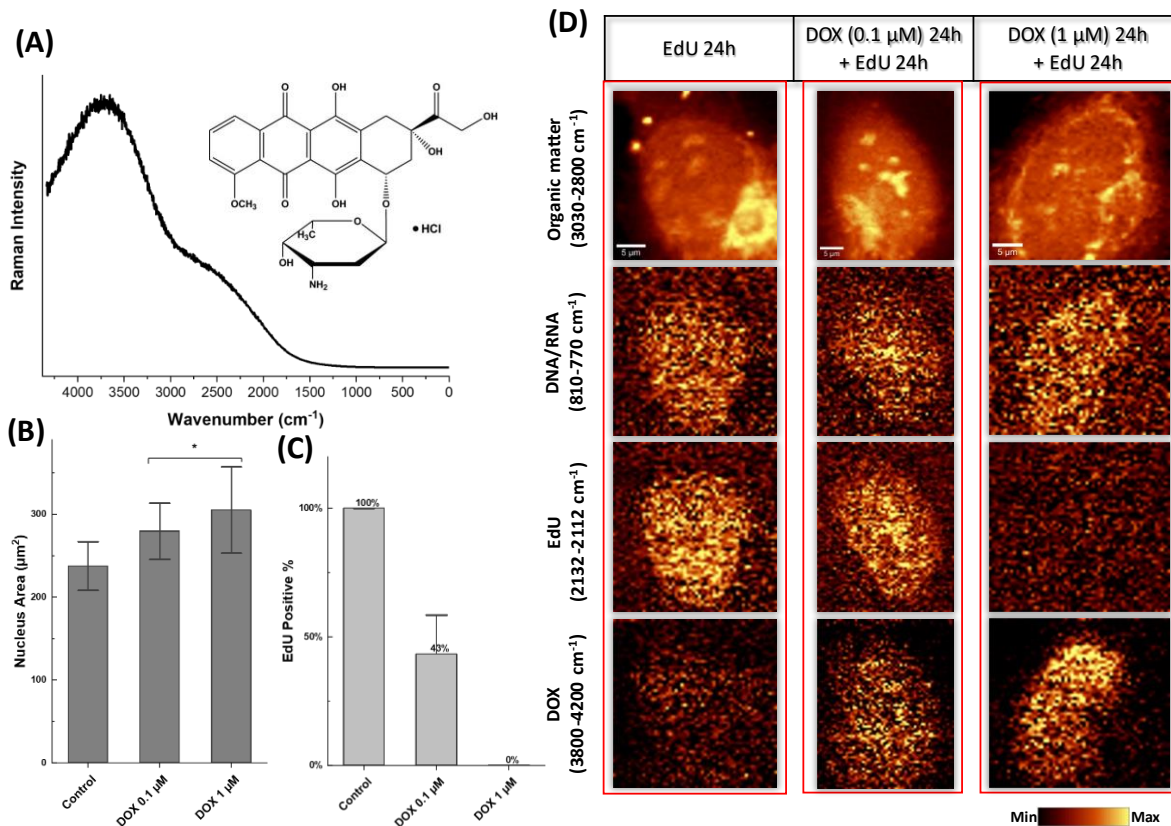 (A)
Raman Intensity
4000 3500 3000 2500 2000 1500 1000 500 0
Wavenumber (cm-1)
O OH O
OH
OH
OCH3 O OH O
O
H3C
OH
NH2
● HCl
(B)
*
Nucleus Area (µm²)
300
200
100
0
Control
DOX 0.1 µM
DOX 1 µM
(C)
EdU Positive %
100%
50%
0%
100%
43%
0%
Control
DOX 0.1 µM
DOX 1 µM
(D)
EdU 24h
DOX (0.1 µM) 24h
+ EdU 24h
DOX (1 µM) 24h
+ EdU 24h
Organic matter
(3030-2800 cm-1)
5 µm
5 µm
5 µm
DNA/RNA
(810-770 cm-1)
EdU
(2132-2112 cm-1)
DOX
(3800-4200 cm-1)
Min Max